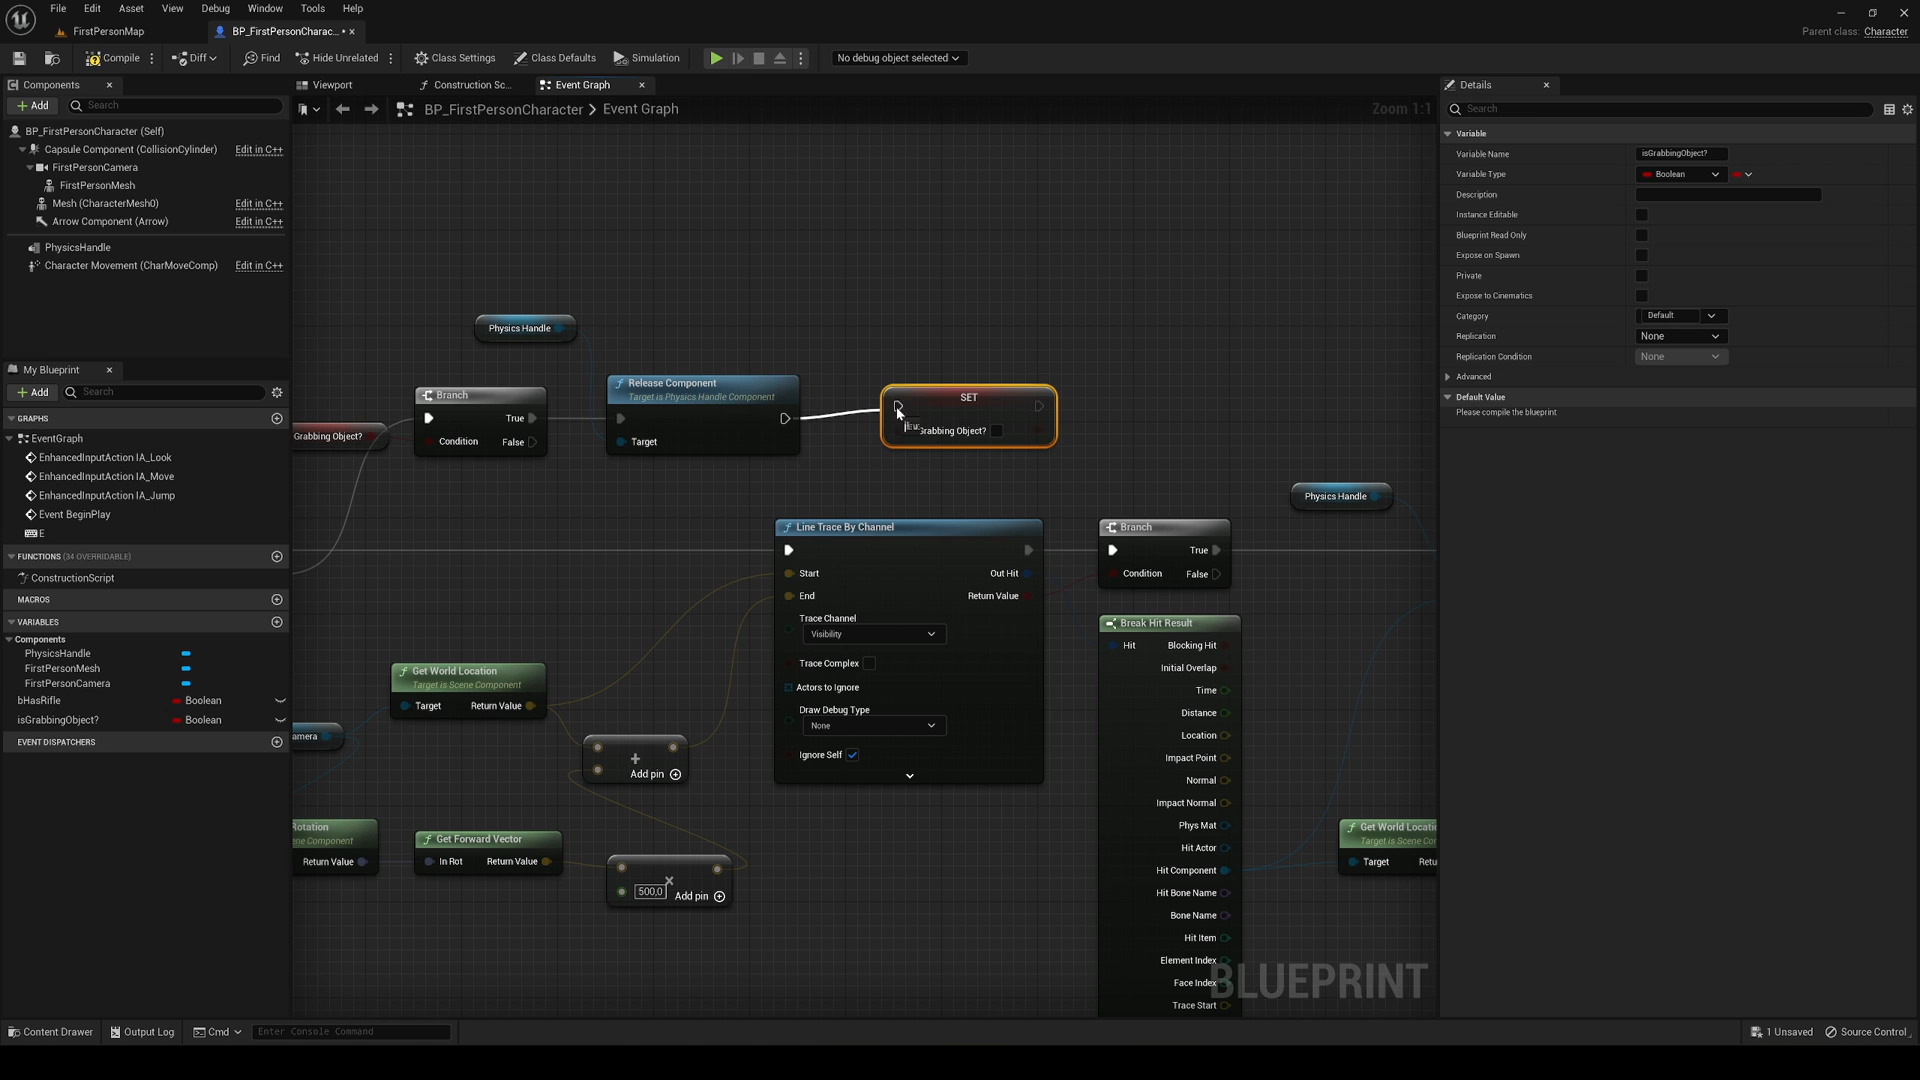 File Edit Asset View Debug Window Tools Help
FirstPersonMap
BP_FirstPersonCharac... •
Parent class: Character
Compile
Diff
Find
Hide Unrelated
Class Settings
Class Defaults
Simulation
No debug object selected
Components
Add
Search
BP_FirstPersonCharacter (Self)
Capsule Component (CollisionCylinder) Edit in C++
FirstPersonCamera
FirstPersonMesh
Mesh (CharacterMesh0) Edit in C++
Arrow Component (Arrow) Edit in C++
PhysicsHandle
Character Movement (CharMoveComp) Edit in C++
My Blueprint
Add
Search
GRAPHS
EventGraph
EnhancedInputAction IA_Look
EnhancedInputAction IA_Move
EnhancedInputAction IA_Jump
Event BeginPlay
E
FUNCTIONS (34 OVERRIDABLE)
ConstructionScript
MACROS
VARIABLES
Components
PhysicsHandle
FirstPersonMesh
FirstPersonCamera
bHasRifle Boolean
isGrabbingObject? Boolean
EVENT DISPATCHERS
Viewport
Construction Sc...
Event Graph
BP_FirstPersonCharacter > Event Graph
Zoom 1:1
Physics Handle
Grabbing Object?
Branch
True
Condition
False
Release Component
Target is Physics Handle Component
Target
SET
Grabbing Object?
Physics Handle
Line Trace By Channel
Start
Out Hit
End
Return Value
Trace Channel
Visibility
Trace Complex
Actors to Ignore
Draw Debug Type
None
Ignore Self
Branch
True
Condition
False
Break Hit Result
Hit
Blocking Hit
Initial Overlap
Time
Distance
Location
Impact Point
Normal
Impact Normal
Phys Mat
Hit Actor
Hit Component
Hit Bone Name
Bone Name
Hit Item
Element Index
Face Index
Trace Start
Get World Location
Target is Scene Component
Target
Return Value
amera
Add pin
Rotation
ene Component
Return Value
Get Forward Vector
In Rot
Return Value
500,0
Add pin
Get World Locatio
Target is Scene Cor
Target
Retu
BLUEPRINT
Details
Search
Variable
Variable Name isGrabbingObject?
Variable Type Boolean
Description
Instance Editable
Blueprint Read Only
Expose on Spawn
Private
Expose to Cinematics
Category Default
Replication None
Replication Condition None
Advanced
Default Value
Please compile the blueprint
Content Drawer
Output Log
Cmd
Enter Console Command
1 Unsaved
Source Control